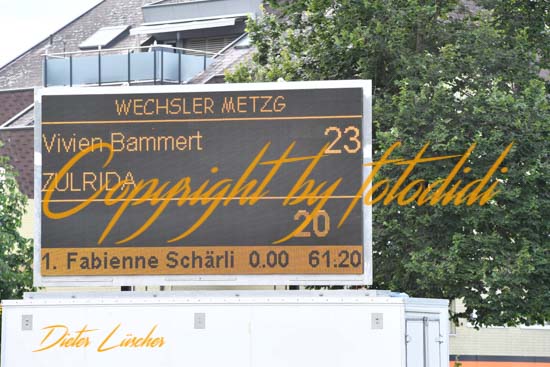 WECHSLER METZG
Vivien Bammert 23
ZULRIDA
Copyright by fotodidi
20
1. Fabienne Schärli 0.00 61.20
Dieter Lüscher